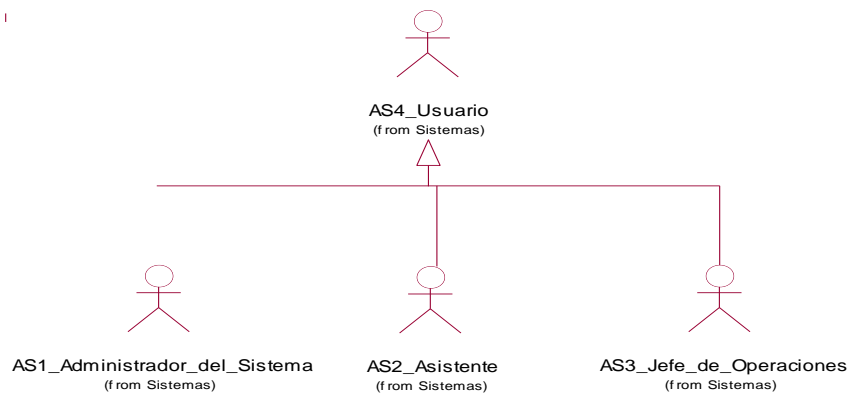 AS4_Usuario
(from Sistemas)
AS1_Administrador_del_Sistema
(from Sistemas)
AS2_Asistente
(from Sistemas)
AS3_Jefe_de_Operaciones
(from Sistemas)